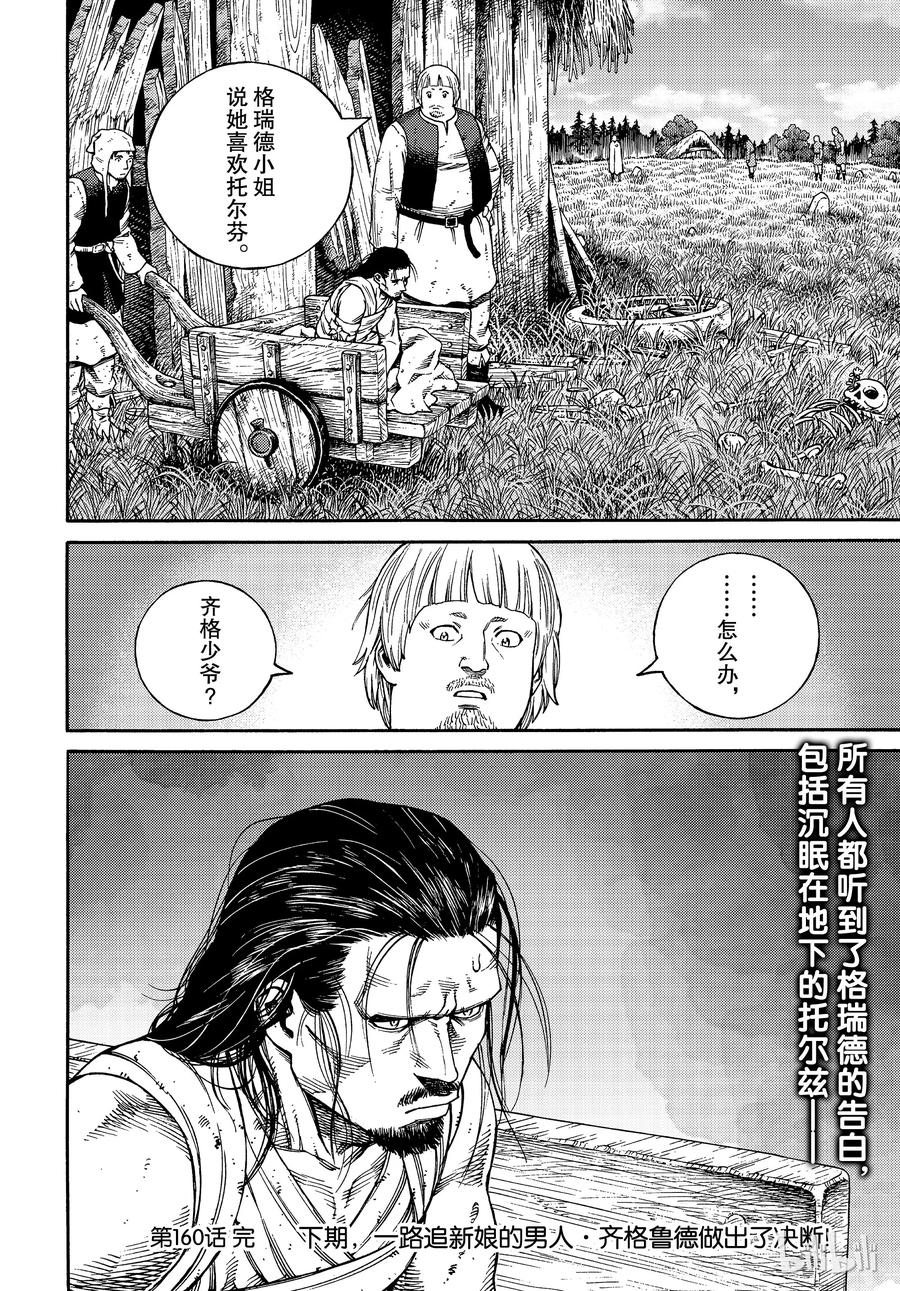 格瑞德小姐
说她喜欢托尔芬。
……
……怎么办，
齐格少爷？
所有人都听到了格瑞德的告白，
包括沉眠在地下的托尔兹——
第160话 完 下期，一路追新娘的男人·齐格鲁德做出了决断！
bilibili